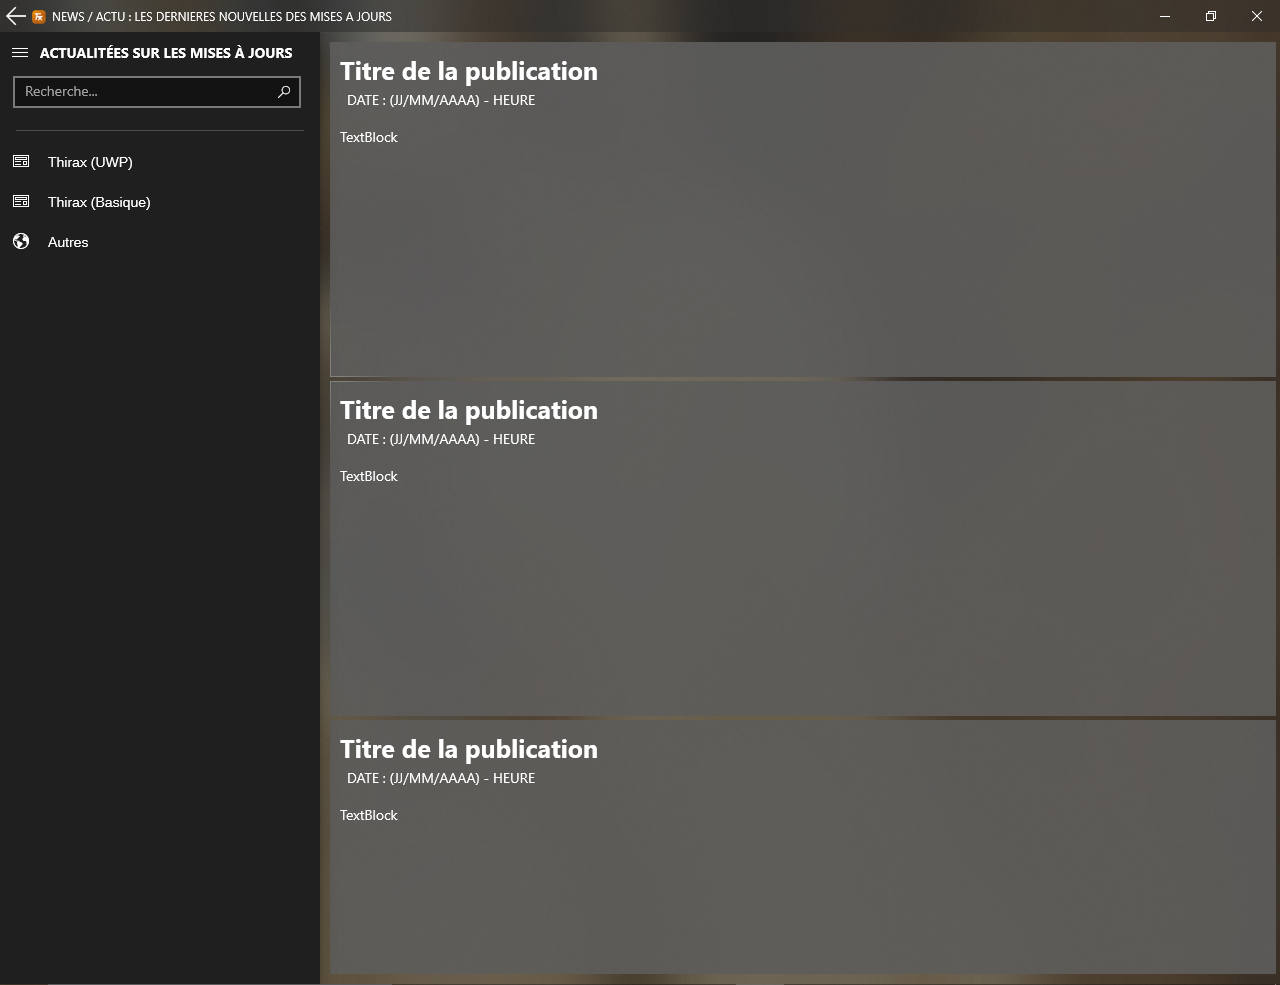 NEWS / ACTU : LES DERNIERES NOUVELLES DES MISES A JOURS
ACTUALITÉES SUR LES MISES À JOURS
Recherche...
Thirax (UWP)
Thirax (Basique)
Autres
Titre de la publication
DATE : (JJ/MM/AAAA) - HEURE
TextBlock
Titre de la publication
DATE : (JJ/MM/AAAA) - HEURE
TextBlock
Titre de la publication
DATE : (JJ/MM/AAAA) - HEURE
TextBlock